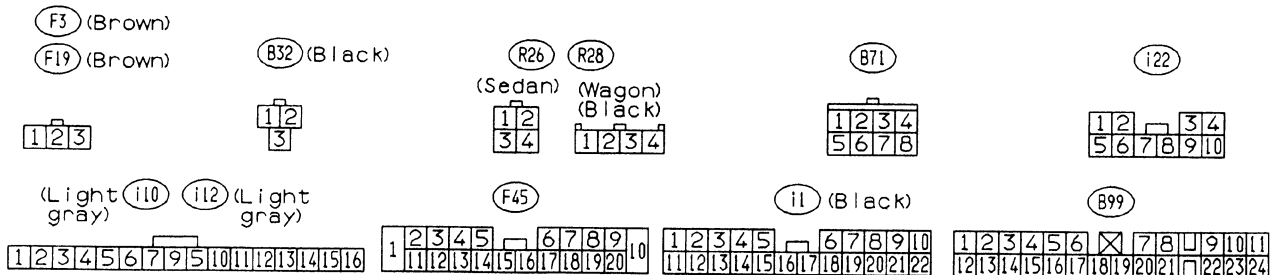 F3 (Brown)
F19 (Brown)
1 2 3
B32 (Black)
1 2
3
R26
(Sedan)
1 2
3 4
R28
(Wagon)
(Black)
1 2 3 4
B71
1 2 3 4
5 6 7 8
i22
1 2 3 4
5 6 7 8 9 10
(Light gray) i10 i12 (Light gray)
1 2 3 4 5 6 7 9 5 10 11 12 13 14 15 16
F45
1 2 3 4 5 6 7 8 9 10
11 12 13 14 15 16 17 18 19 20
i1 (Black)
1 2 3 4 5 6 7 8 9 10
11 12 13 14 15 16 17 18 19 20 21 22
B99
1 2 3 4 5 6 7 8 9 10 11
12 13 14 15 16 17 18 19 20 21 22 23 24